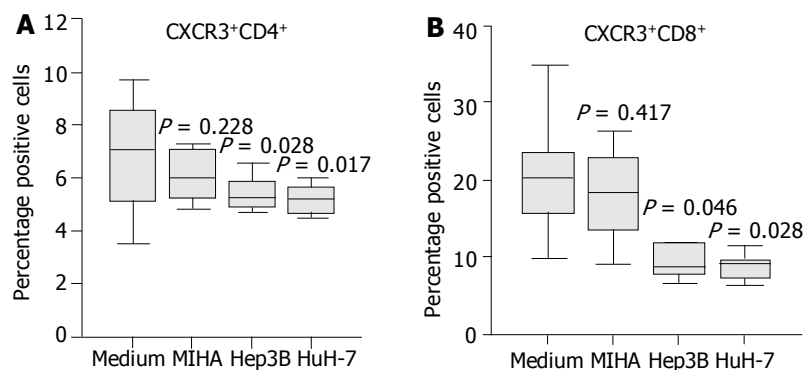 A
CXCR3⁺CD4⁺
Percentage positive cells
12
10
8
6
4
2
0
P = 0.228
P = 0.028
P = 0.017
Medium MIHA Hep3B HuH-7
B
CXCR3⁺CD8⁺
Percentage positive cells
40
30
20
10
0
P = 0.417
P = 0.046
P = 0.028
Medium MIHA Hep3B HuH-7